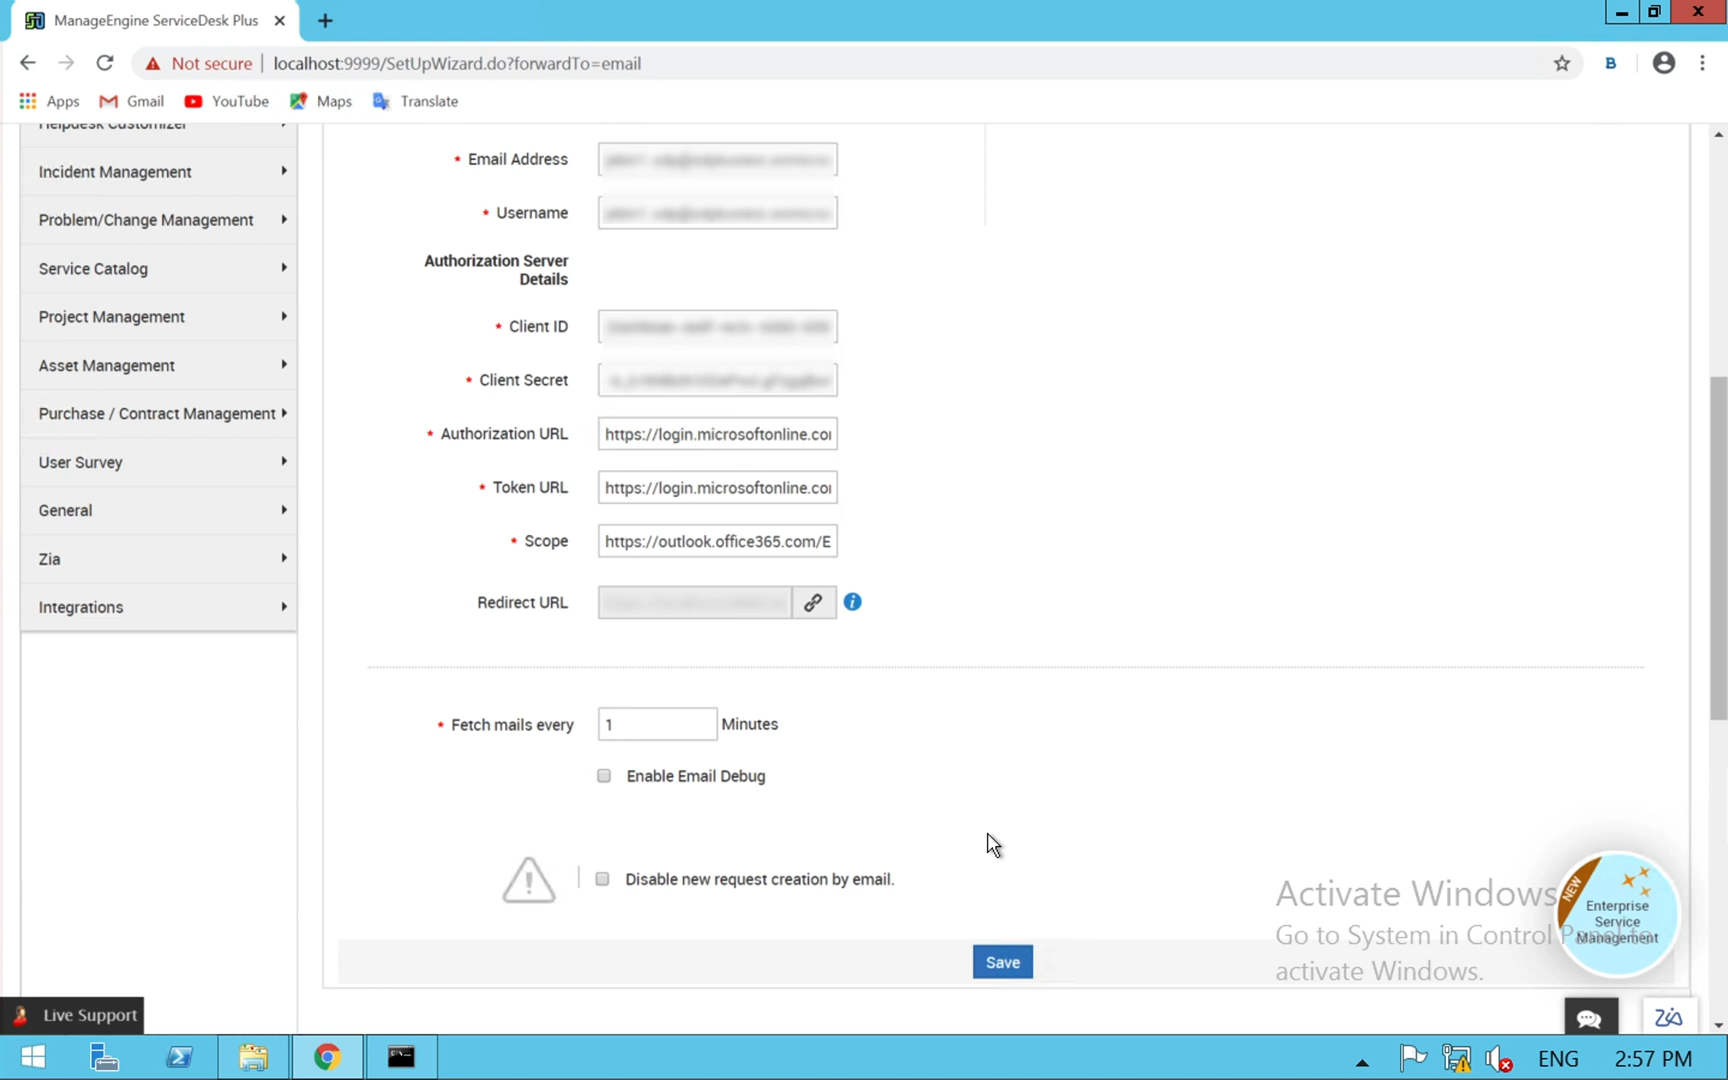 ManageEngine ServiceDesk Plus
Not secure | localhost:9999/SetUpWizard.do?forwardTo=email
B
Apps Gmail YouTube Maps Translate
Helpdesk Customizer
Incident Management
Problem/Change Management
Service Catalog
Project Management
Asset Management
Purchase / Contract Management
User Survey
General
Zia
Integrations
* Email Address
* Username
Authorization Server
Details
* Client ID
* Client Secret
* Authorization URL https://login.microsoftonline.co
* Token URL https://login.microsoftonline.co
* Scope https://outlook.office365.com/E
Redirect URL
* Fetch mails every 1 Minutes
Enable Email Debug
Disable new request creation by email.
Save
Activate Windows
Go to System in Control Panel to
activate Windows.
NEW
Enterprise
Service
Management
Live Support
Zia
ENG 2:57 PM